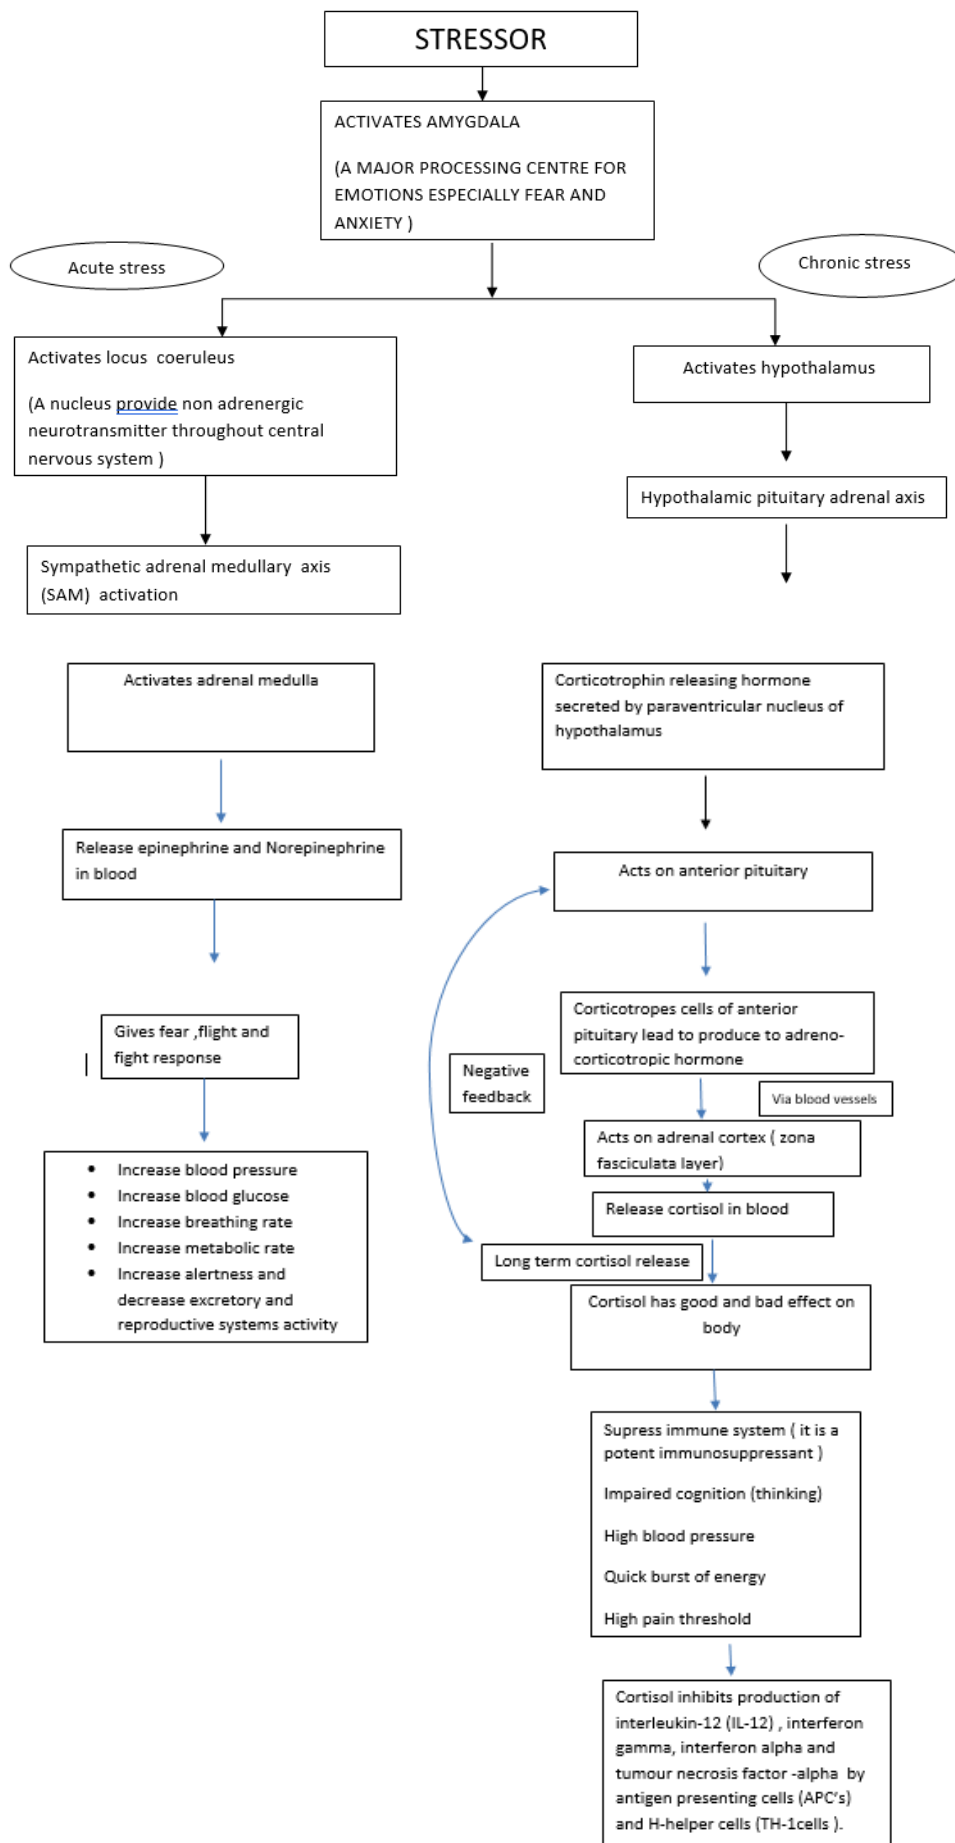 STRESSOR
ACTIVATES AMYGDALA
(A MAJOR PROCESSING CENTRE FOR
EMOTIONS ESPECIALLY FEAR AND
ANXIETY )
Acute stress
Chronic stress
Activates locus coeruleus
(A nucleus provide non adrenergic
neurotransmitter throughout central
nervous system )
Activates hypothalamus
Hypothalamic pituitary adrenal axis
Sympathetic adrenal medullary axis
(SAM) activation
Activates adrenal medulla
Corticotrophin releasing hormone
secreted by paraventricular nucleus of
hypothalamus
Release epinephrine and Norepinephrine
in blood
Acts on anterior pituitary
Gives fear ,flight and
fight response
Corticotropes cells of anterior
pituitary lead to produce to adreno-
corticotropic hormone
Negative
feedback
Via blood vessels
Acts on adrenal cortex ( zona
fasciculata layer)
• Increase blood pressure
• Increase blood glucose
• Increase breathing rate
• Increase metabolic rate
• Increase alertness and
decrease excretory and
reproductive systems activity
Release cortisol in blood
Long term cortisol release
Cortisol has good and bad effect on
body
Supress immune system ( it is a
potent immunosuppressant )
Impaired cognition (thinking)
High blood pressure
Quick burst of energy
High pain threshold
Cortisol inhibits production of
interleukin-12 (IL-12) , interferon
gamma, interferon alpha and
tumour necrosis factor -alpha by
antigen presenting cells (APC's)
and H-helper cells (TH-1cells ).